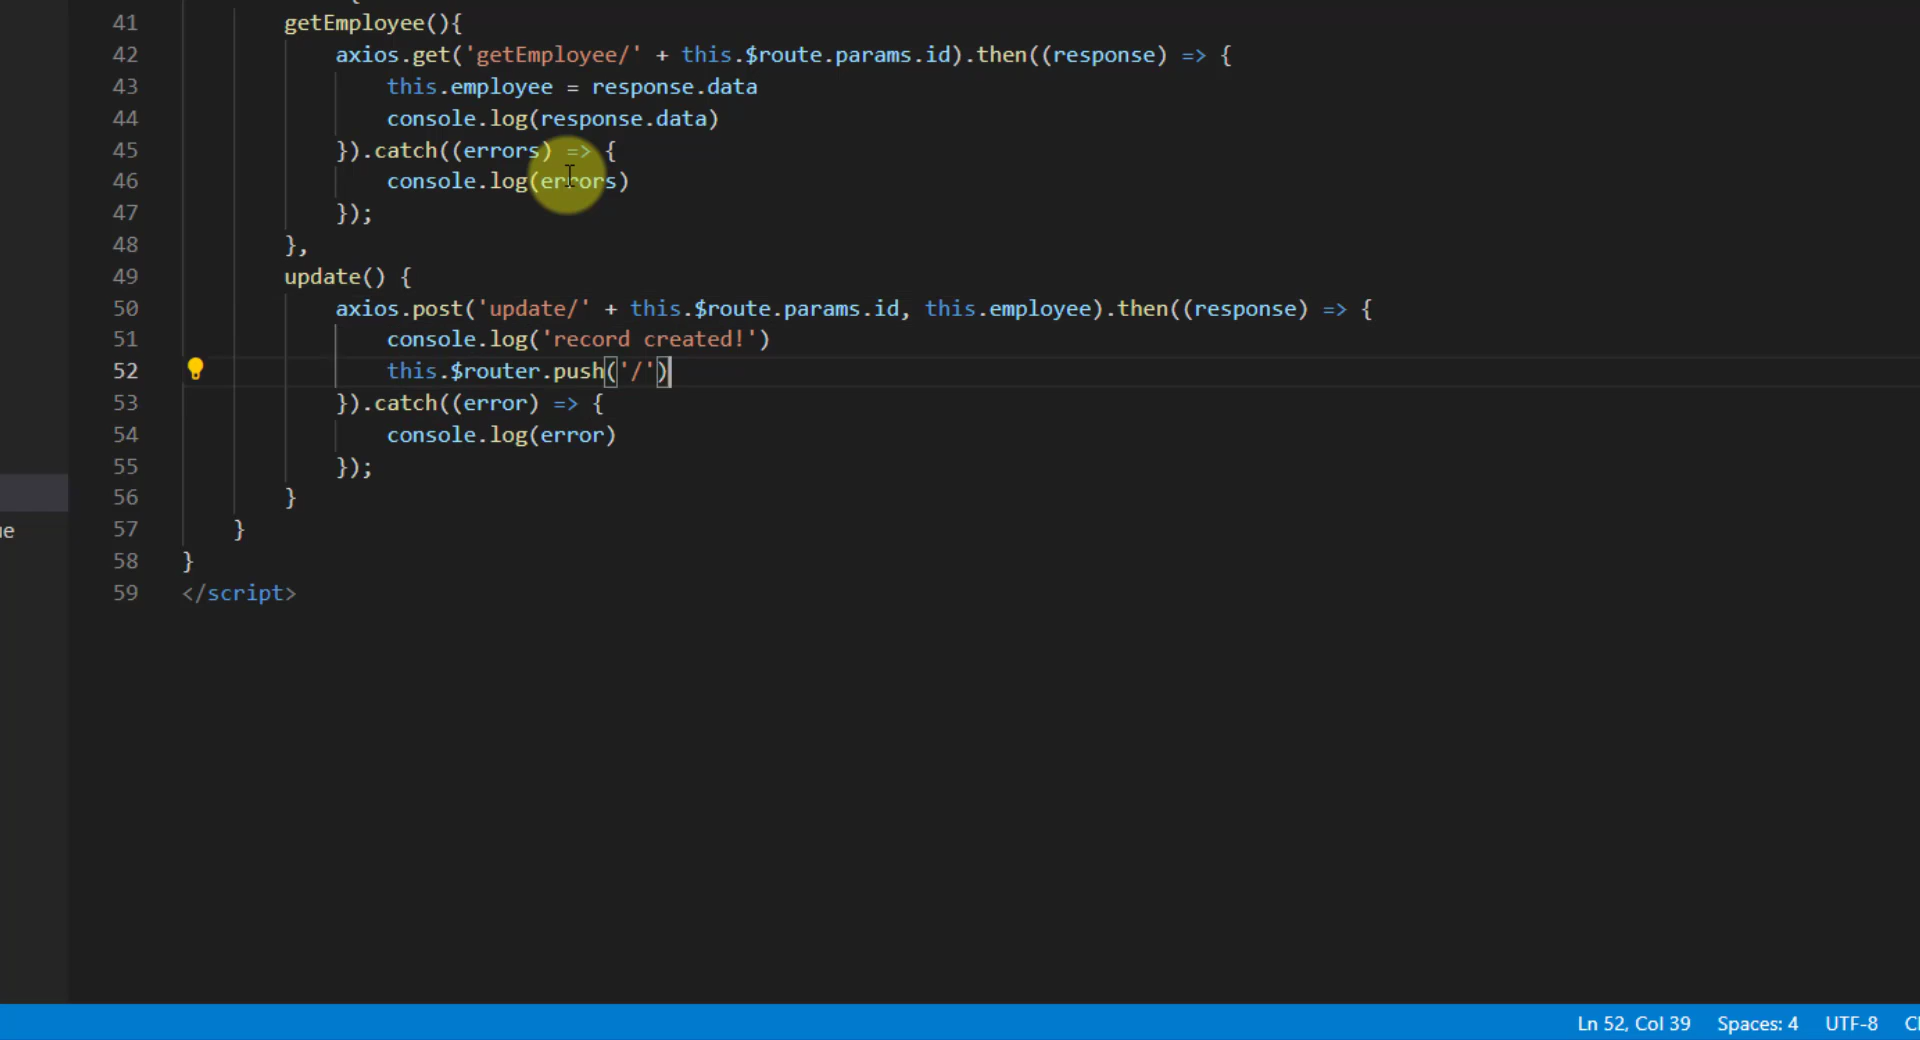 41 getEmployee(){
42 axios.get('getEmployee/' + this.$route.params.id).then((response) => {
43 this.employee = response.data
44 console.log(response.data)
45 }).catch((errors) => {
46 console.log(errors)
47 });
48 },
49 update() {
50 axios.post('update/' + this.$route.params.id, this.employee).then((response) => {
51 console.log('record created!')
52 this.$router.push('/')
53 }).catch((error) => {
54 console.log(error)
55 });
56 }
ue
57 }
58 }
59 </script>
Ln 52, Col 39 Spaces: 4 UTF-8